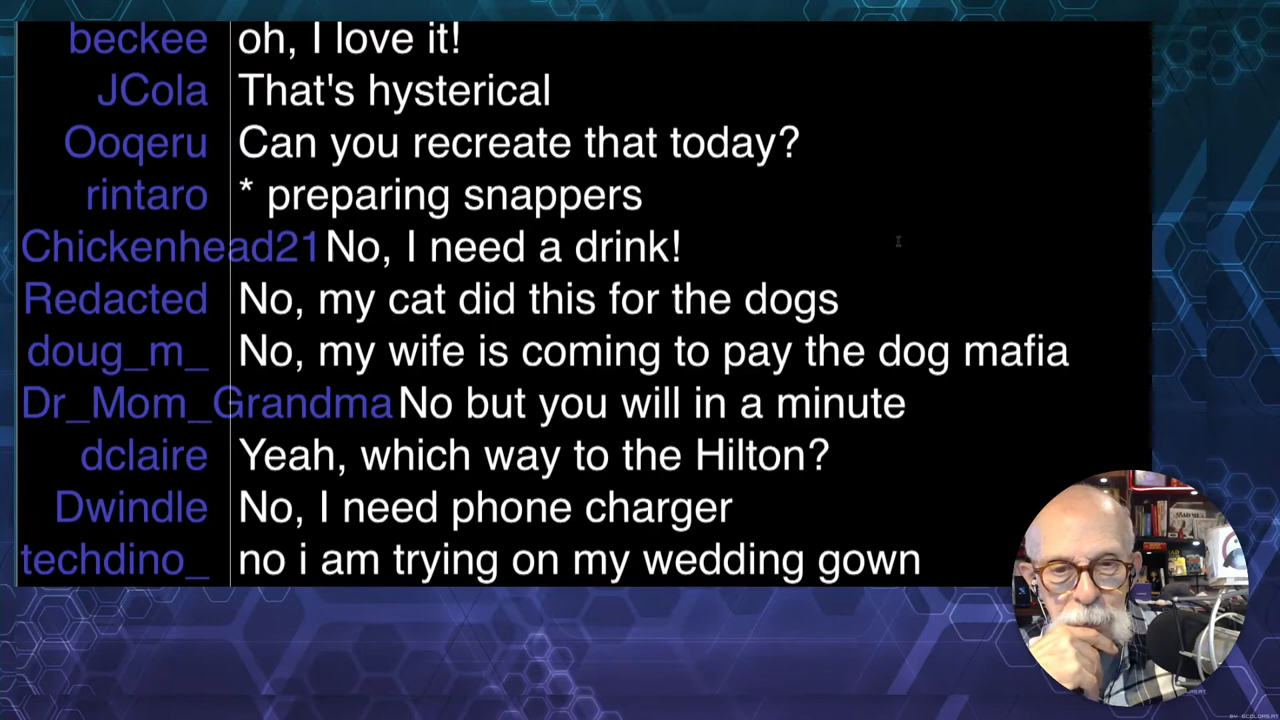 beckee oh, I love it!
JCola That's hysterical
Ooqeru Can you recreate that today?
rintaro * preparing snappers
Chickenhead21 No, I need a drink!
Redacted No, my cat did this for the dogs
doug_m_ No, my wife is coming to pay the dog mafia
Dr_Mom_Grandma No but you will in a minute
dclaire Yeah, which way to the Hilton?
Dwindle No, I need phone charger
techdino_ no i am trying on my wedding gown